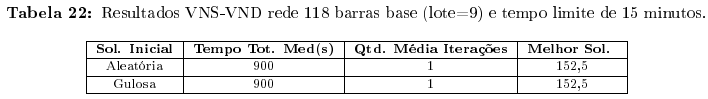 Tabela 22: Resultados VNS-VND rede 118 barras base (lote=9) e tempo limite de 15 minutos.
Sol. Inicial Tempo Tot. Med(s) Qtd. Média Iterações Melhor Sol.
Aleatória 900 1 152,5
Gulosa 900 1 152,5